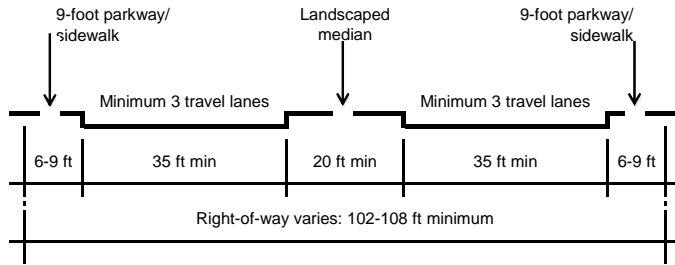 9-foot parkway/
sidewalk
Landscaped
median
9-foot parkway/
sidewalk
Minimum 3 travel lanes
Minimum 3 travel lanes
6-9 ft
35 ft min
20 ft min
35 ft min
6-9 ft
Right-of-way varies: 102-108 ft minimum